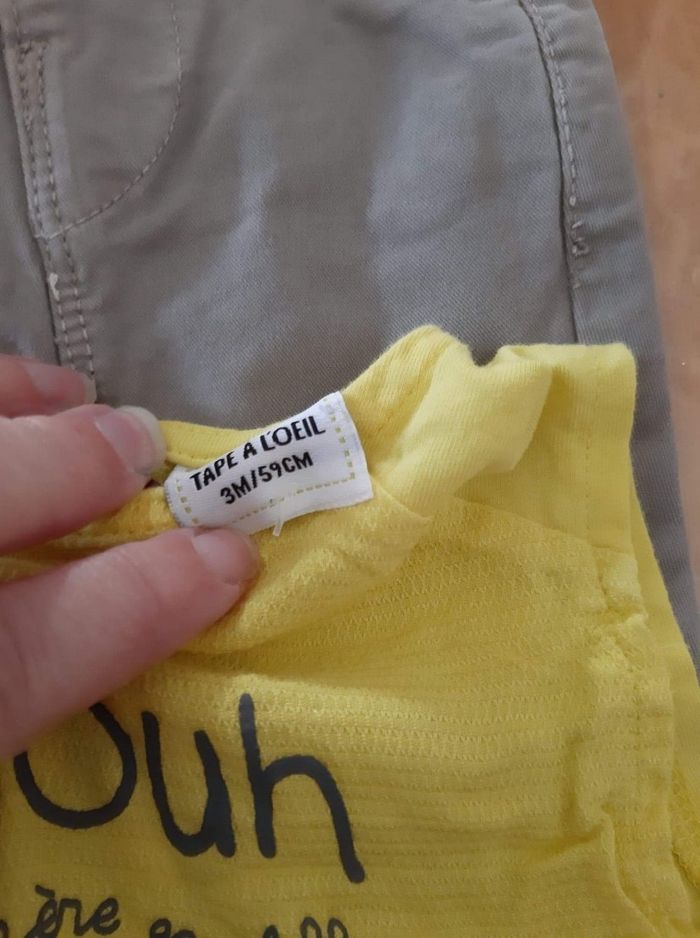 TAPE A L'OEIL
3M/59CM
Ouh